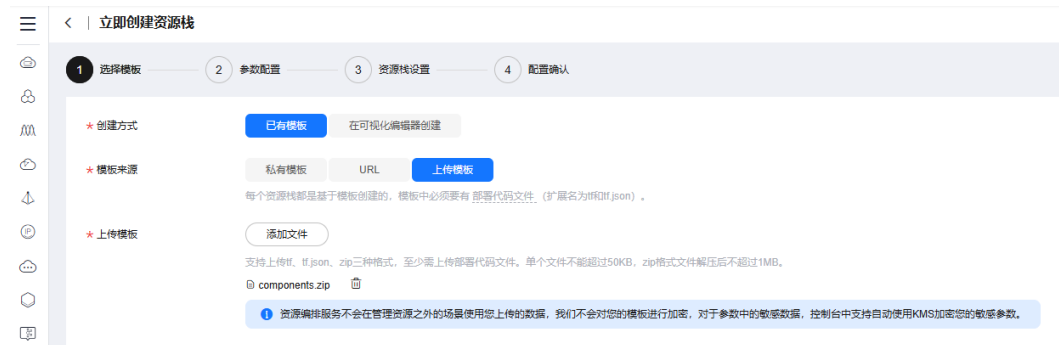 立即创建资源栈
1 选择模板 2 参数配置 3 资源栈设置 4 配置确认
* 创建方式 已有模板 在可视化编辑器创建
* 模板来源 私有模板 URL 上传模板
每个资源栈都是基于模板创建的，模板中必须要有 部署代码文件 （扩展名为tf和tf.json）。
* 上传模板 添加文件
支持上传tf、tf.json、zip三种格式，至少需上传部署代码文件。单个文件不能超过50KB，zip格式文件解压后不超过1MB。
components.zip
资源编排服务不会在管理资源之外的场景使用您上传的数据，我们不会对您的模板进行加密，对于参数中的敏感数据，控制台中支持自动使用KMS加密您的敏感参数。